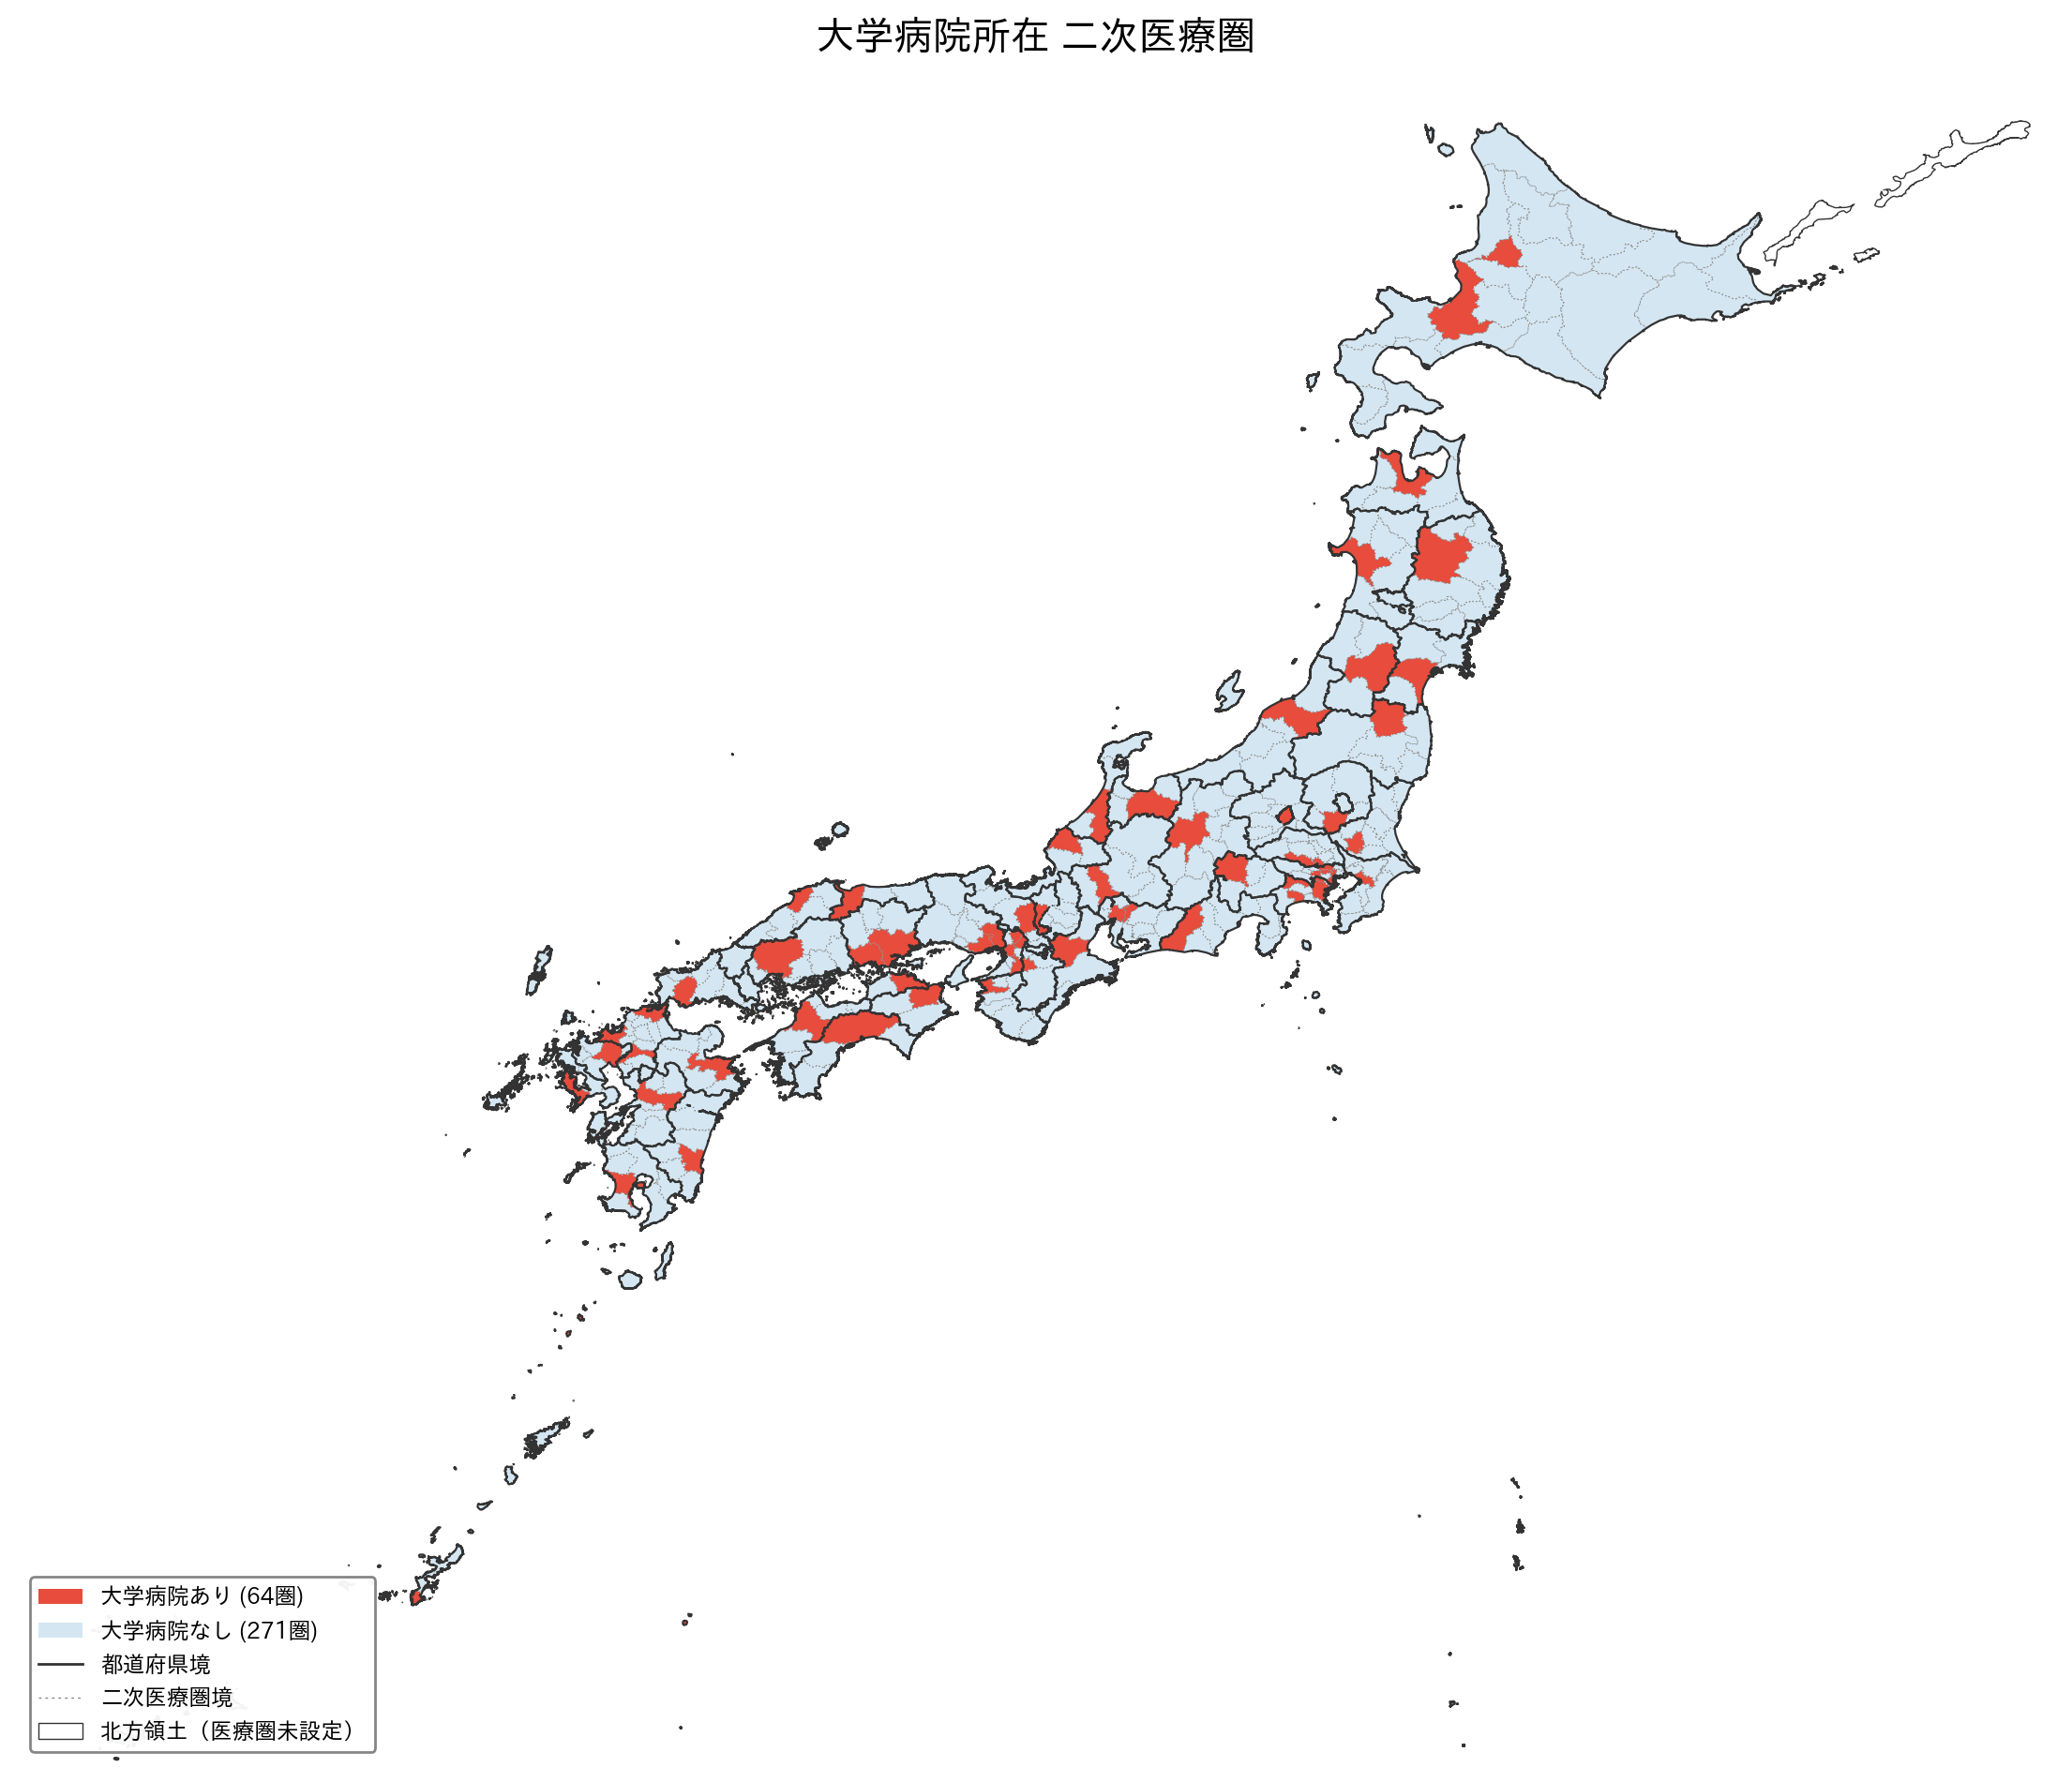 大学病院所在 二次医療圏
大学病院あり (64圏)
大学病院なし (271圏)
都道府県境
二次医療圏境
北方領土（医療圏未設定）